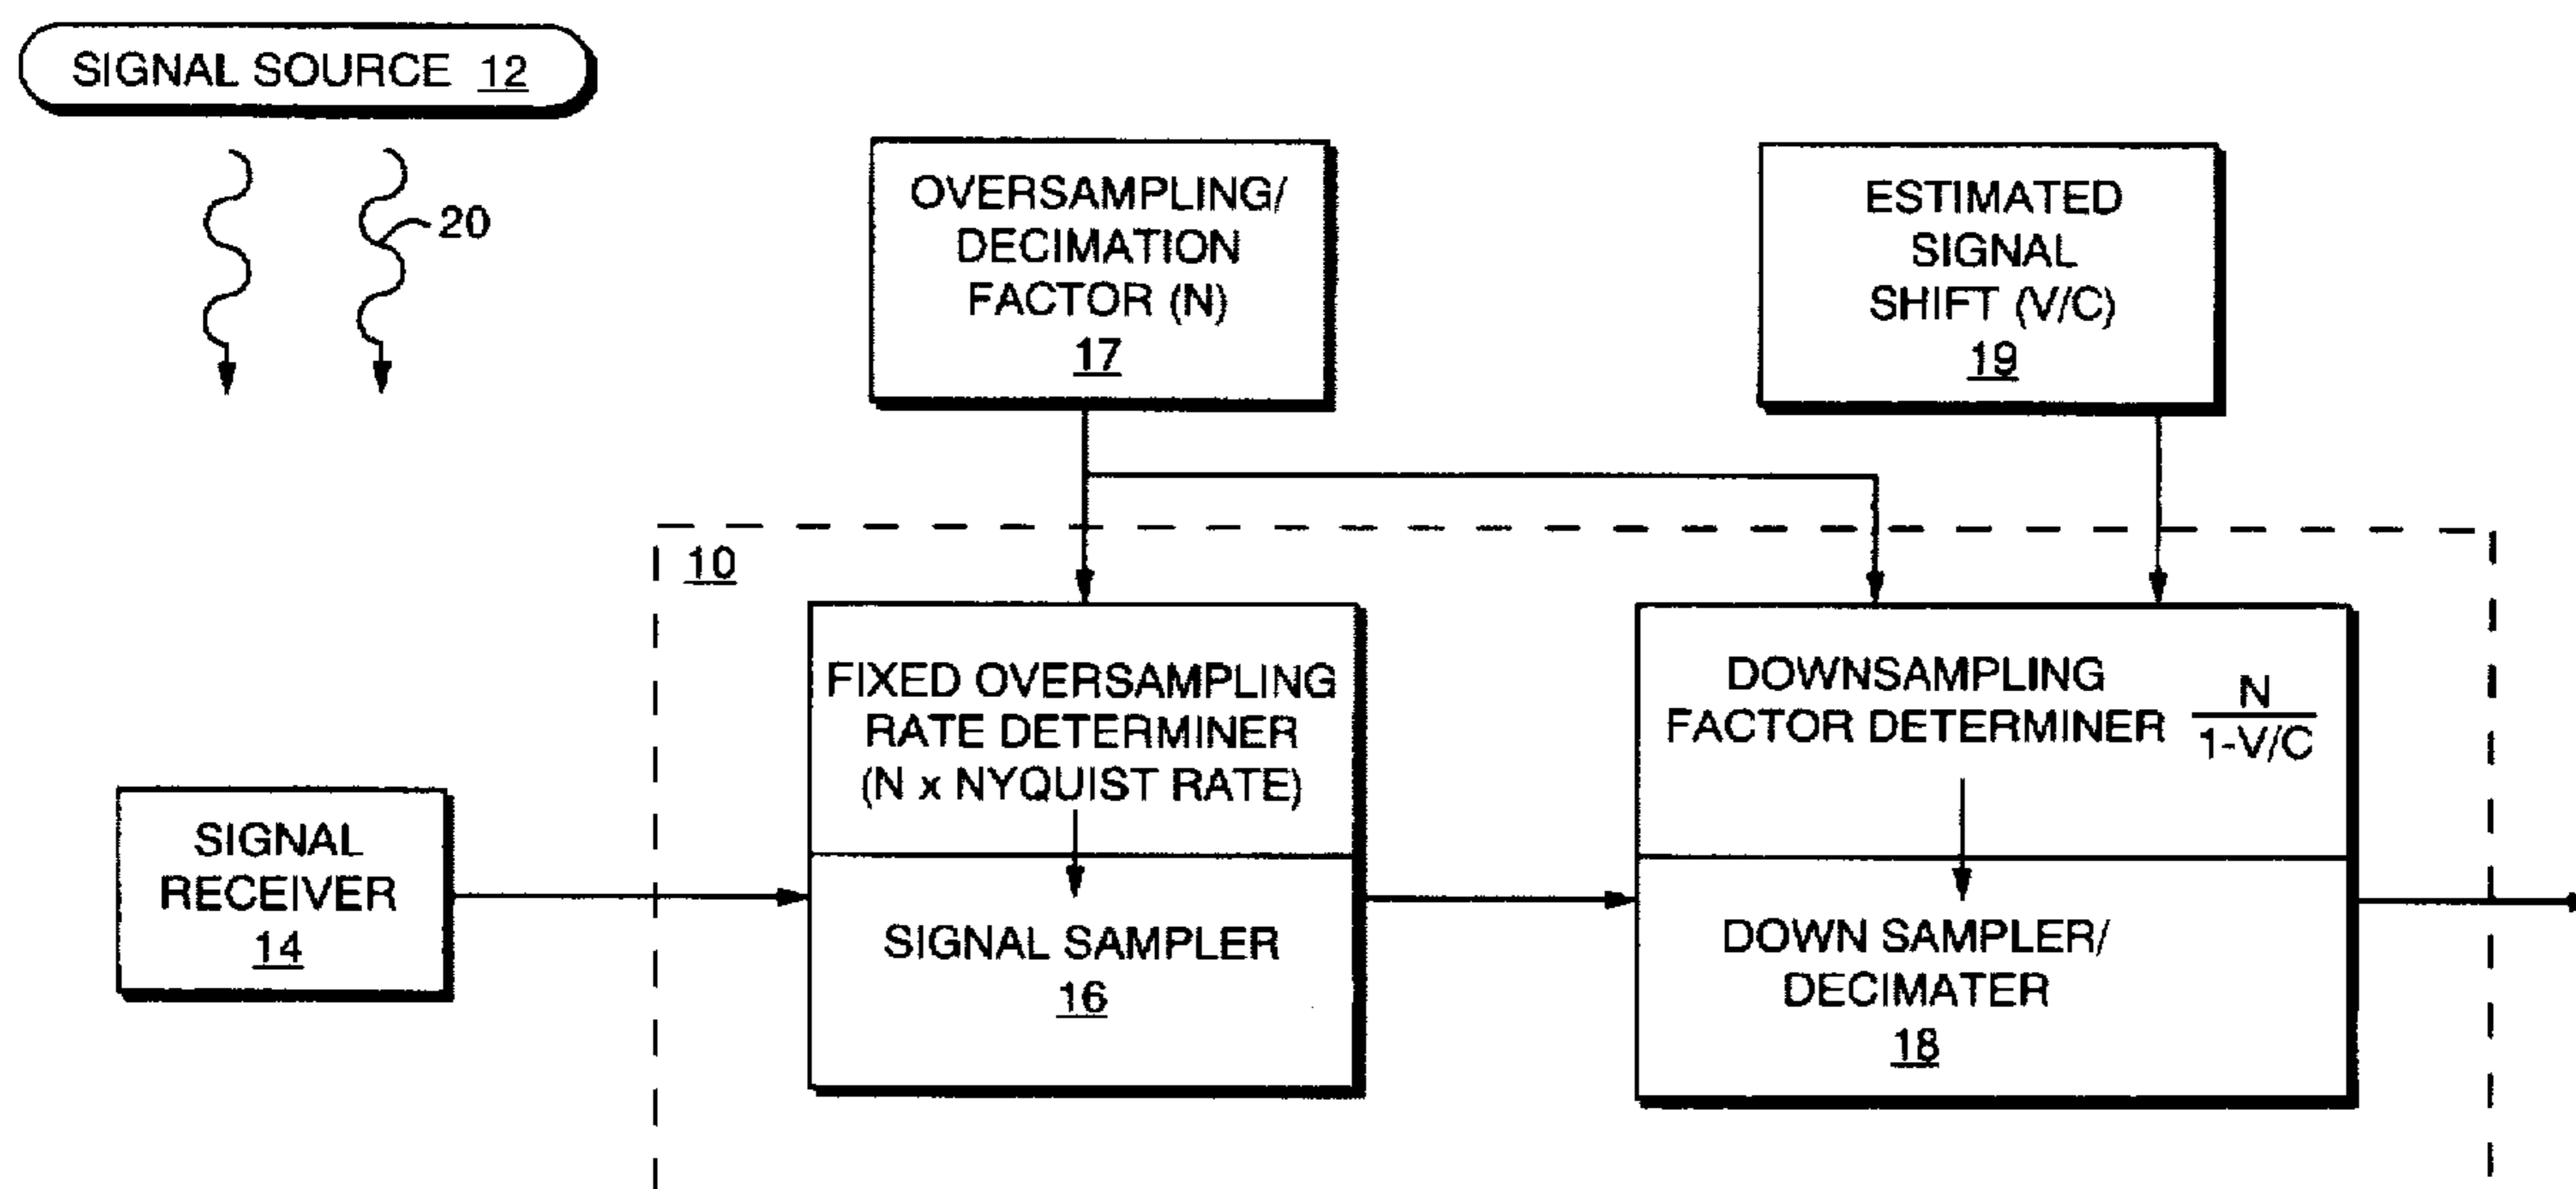 SIGNAL SOURCE 12
20
OVERSAMPLING/
DECIMATION
FACTOR (N)
17
ESTIMATED
SIGNAL
SHIFT (V/C)
19
10
SIGNAL
RECEIVER
14
FIXED OVERSAMPLING
RATE DETERMINER
(N x NYQUIST RATE)
SIGNAL SAMPLER
16
DOWNSAMPLING
FACTOR DETERMINER
N
1-V/C
DOWN SAMPLER/
DECIMATER
18